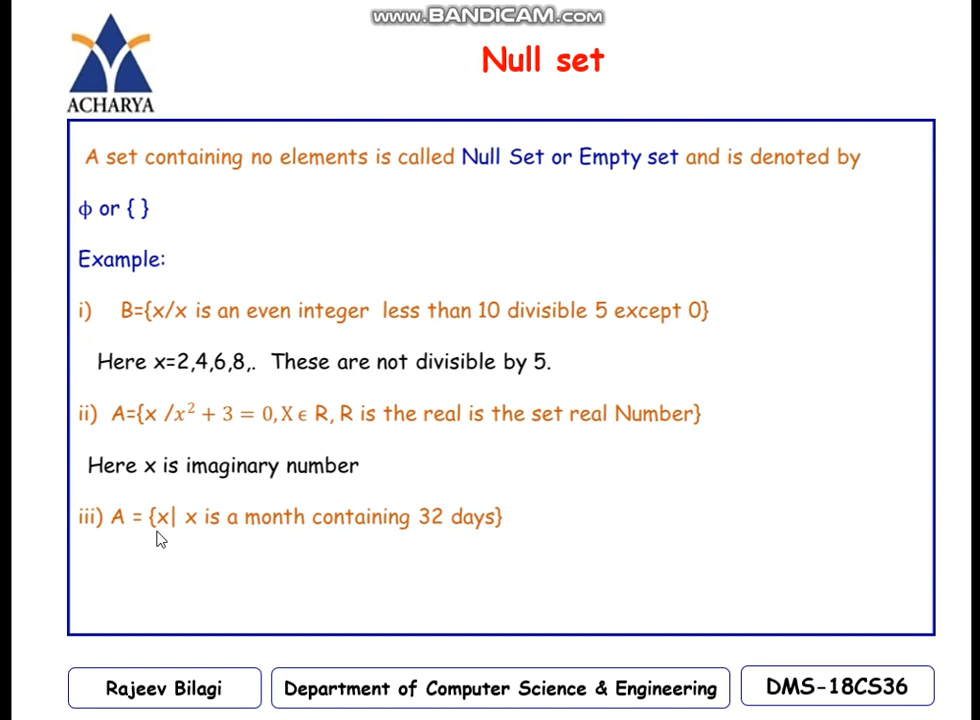 www.BANDICAM.com
ACHARYA
Null set
A set containing no elements is called Null Set or Empty set and is denoted by
ϕ or { }
Example:
i) B={x/x is an even integer less than 10 divisible 5 except 0}
Here x=2,4,6,8,. These are not divisible by 5.
ii) A={x /x² + 3 = 0, X ϵ R, R is the real is the set real Number}
Here x is imaginary number
iii) A = {x| x is a month containing 32 days}
Rajeev Bilagi
Department of Computer Science & Engineering
DMS-18CS36